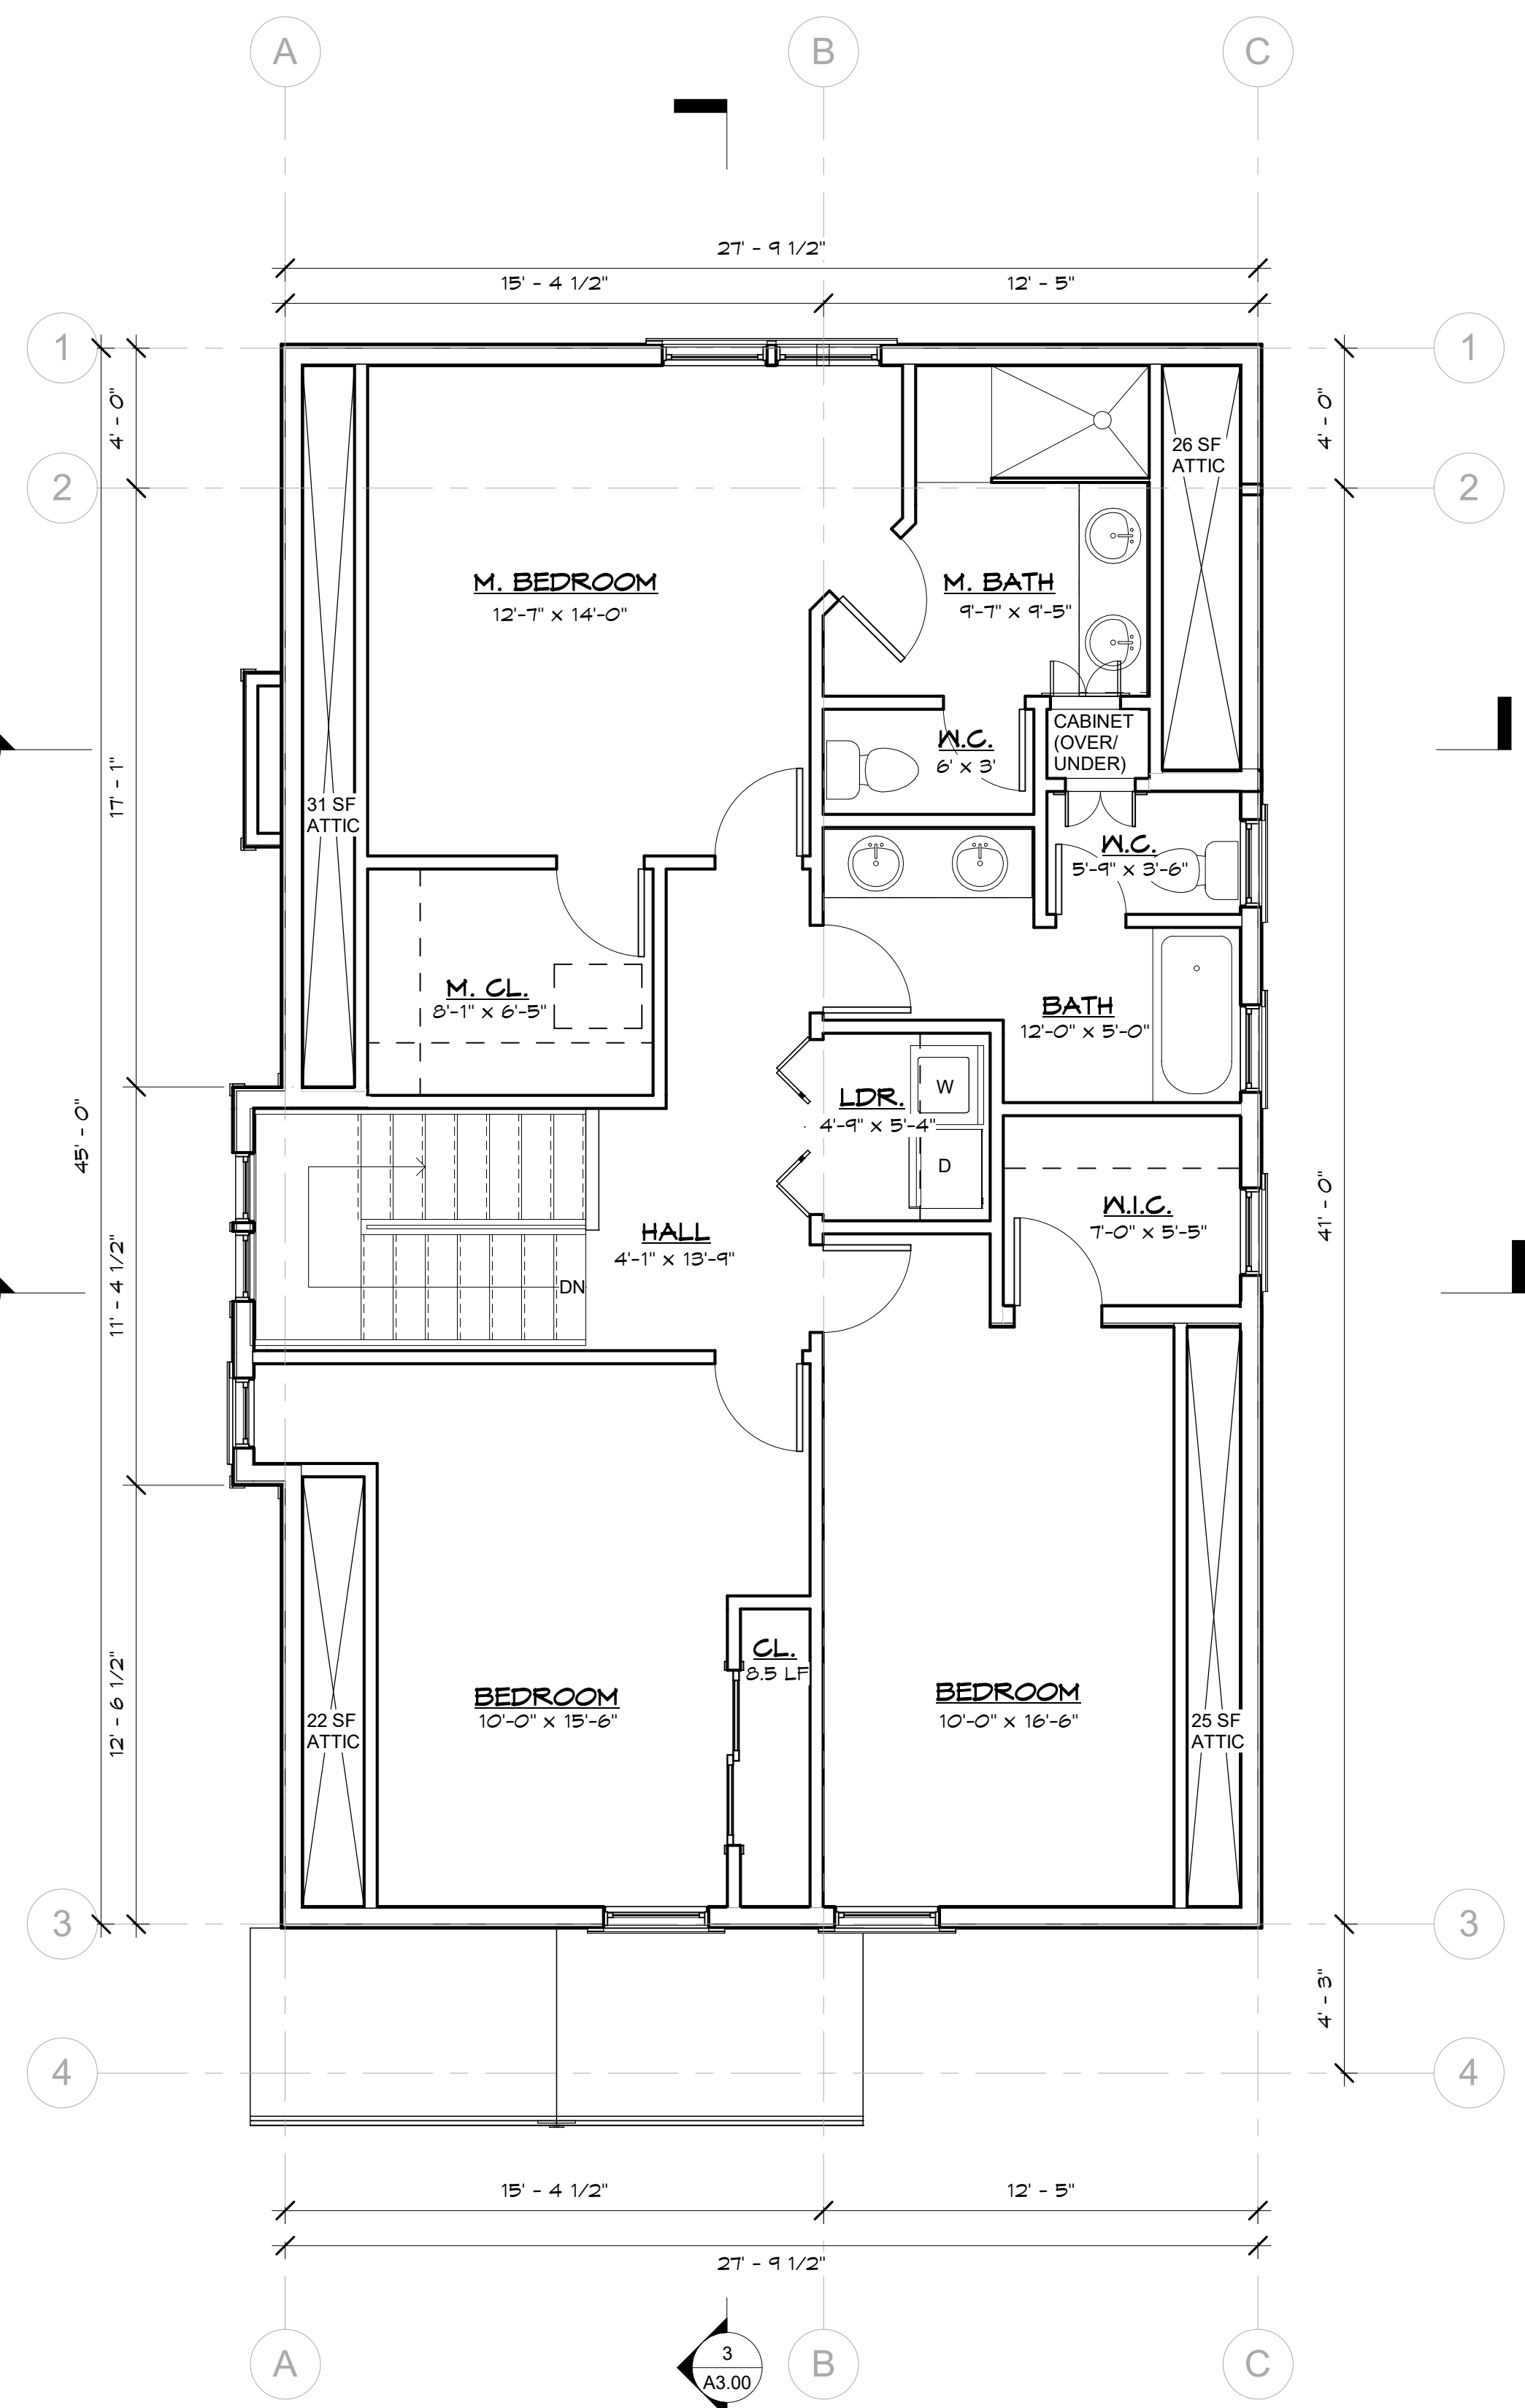 A
B
C
27' - 9 1/2"
15' - 4 1/2"
12' - 5"
1
1
4' - 0"
4' - 0"
2
2
26 SF
ATTIC
M. BEDROOM
12'-7" x 14'-0"
M. BATH
9'-7" x 9'-5"
CABINET
(OVER/
UNDER)
W.C.
6' x 3'
17' - 1"
31 SF
ATTIC
W.C.
5'-9" x 3'-6"
M. CL.
8'-1" x 6'-5"
BATH
12'-0" x 5'-0"
W
LDR.
4'-9" x 5'-4"
45' - 0"
D
41' - 0"
W.I.C.
7'-0" x 5'-5"
HALL
4'-1" x 13'-9"
11' - 4 1/2"
DN
CL.
8.5 LF
BEDROOM
10'-0" x 15'-6"
BEDROOM
10'-0" x 16'-6"
12' - 6 1/2"
22 SF
ATTIC
25 SF
ATTIC
3
3
4' - 3"
4
4
15' - 4 1/2"
12' - 5"
27' - 9 1/2"
A
3
A3.00
B
C